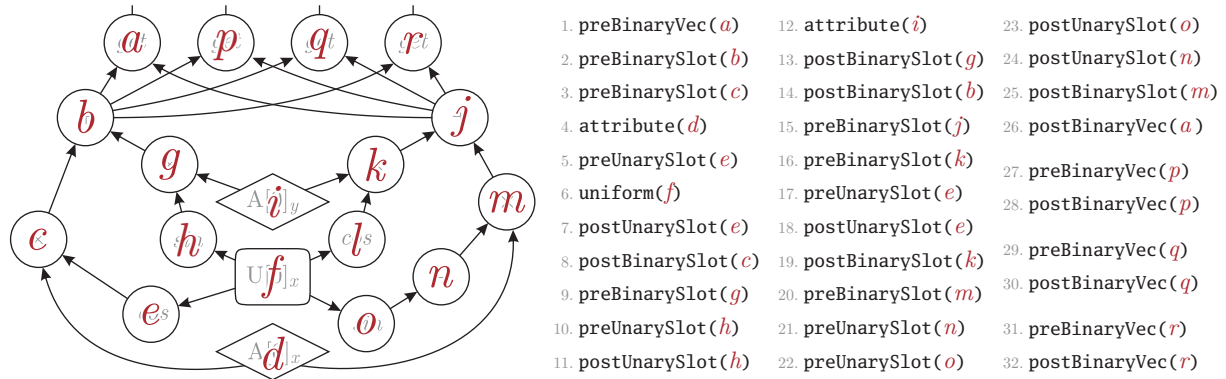 a p q r
b j
g k
i m
c h l
f n
e o
d
1. preBinaryVec(a)
2. preBinarySlot(b)
3. preBinarySlot(c)
4. attribute(d)
5. preUnarySlot(e)
6. uniform(f)
7. postUnarySlot(e)
8. postBinarySlot(c)
9. preBinarySlot(g)
10. preUnarySlot(h)
11. postUnarySlot(h)
12. attribute(i)
13. postBinarySlot(g)
14. postBinarySlot(b)
15. preBinarySlot(j)
16. preBinarySlot(k)
17. preUnarySlot(e)
18. postUnarySlot(e)
19. postBinarySlot(k)
20. preBinarySlot(m)
21. preUnarySlot(n)
22. preUnarySlot(o)
23. postUnarySlot(o)
24. postUnarySlot(n)
25. postBinarySlot(m)
26. postBinaryVec(a)
27. preBinaryVec(p)
28. postBinaryVec(p)
29. preBinaryVec(q)
30. postBinaryVec(q)
31. preBinaryVec(r)
32. postBinaryVec(r)